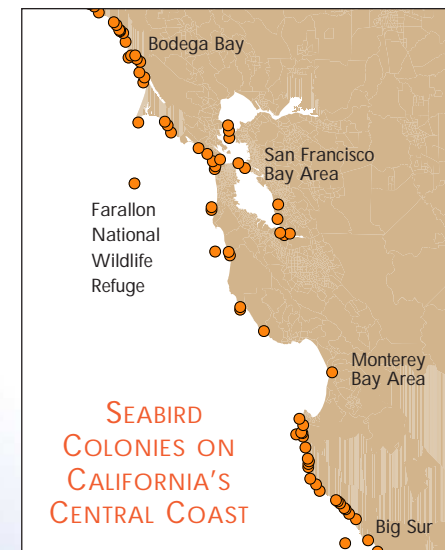 Bodega Bay
San Francisco
Bay Area
Farallon
National
Wildlife
Refuge
Monterey
Bay Area
SEABIRD
COLONIES ON
CALIFORNIA'S
CENTRAL COAST
Big Sur